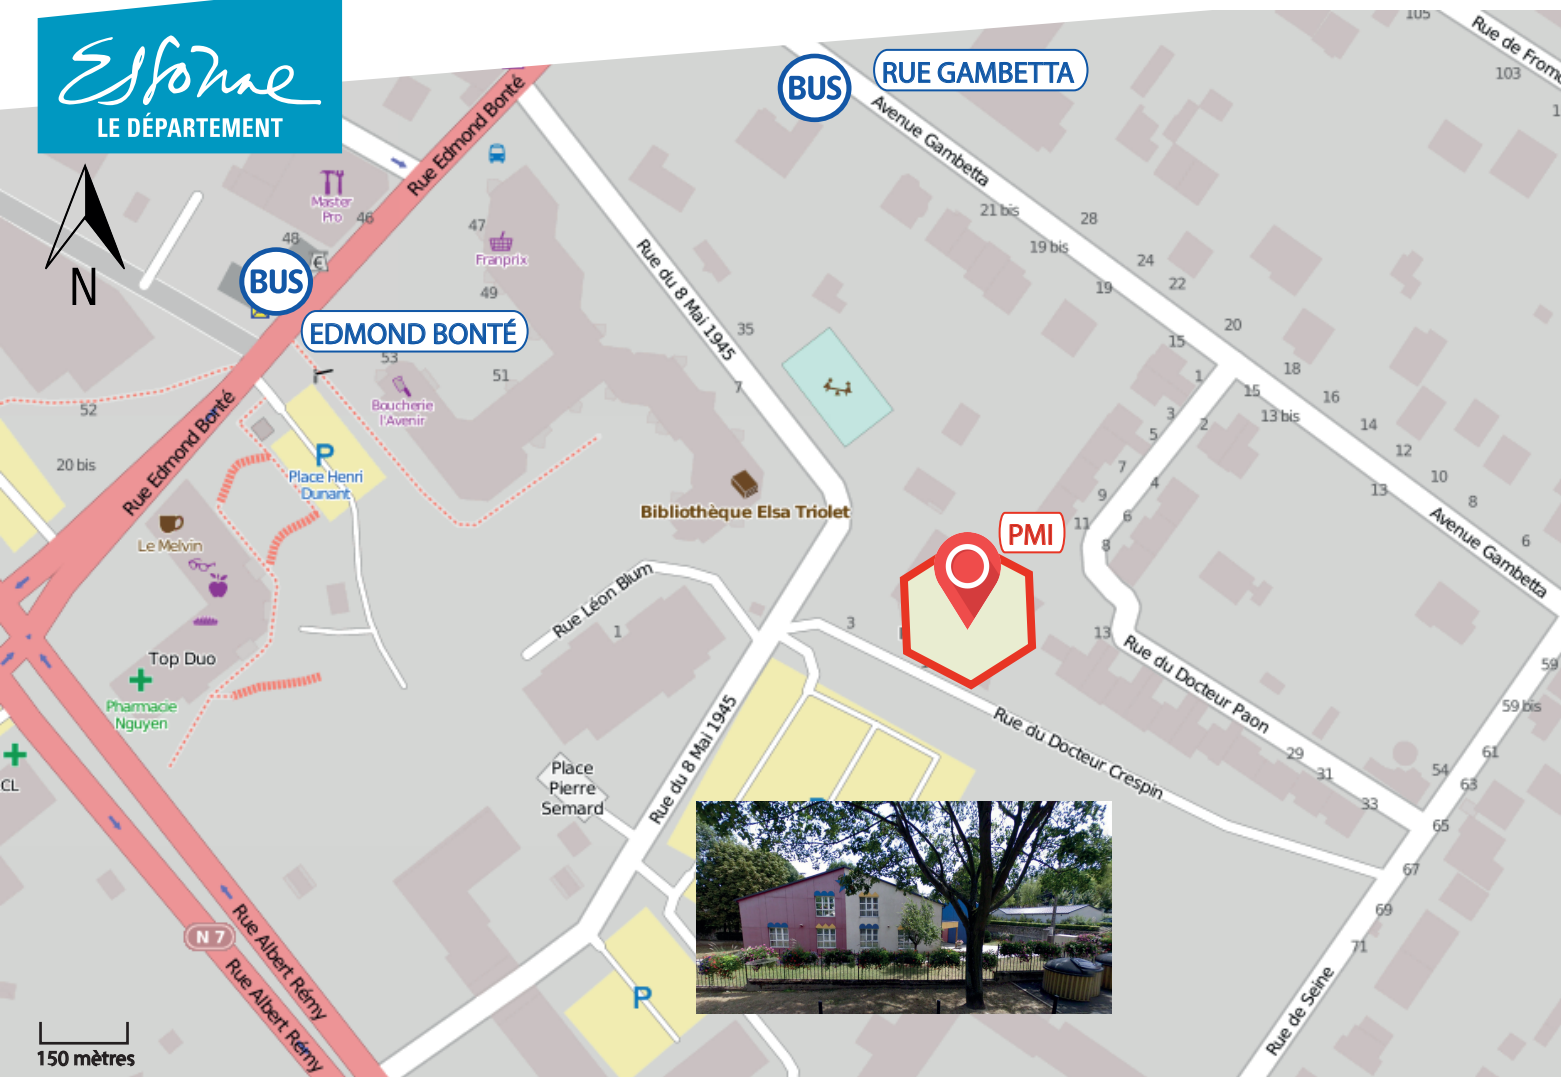 Essonne
LE DÉPARTEMENT
N
BUS
RUE GAMBETTA
105
Rue de Frome
103
1
Avenue Gambetta
Rue Edmond Bonté
Master
Pro
46
48
47
Franprix
49
BUS
EDMOND BONTÉ
53
51
Boucherie
l'Avenir
52
20 bis
Rue Edmond Bonté
P
Place Henri
Dunant
Le Melvin
Top Duo
Pharmacie
Nguyen
CL
Rue du 8 Mai 1945
35
7
21 bis
28
19 bis
24
19
22
20
15
18
1
15
16
13 bis
3
2
14
5
12
7
4
10
13
9
8
11
6
6
8
Avenue Gambetta
Bibliothèque Elsa Triolet
PMI
Rue Léon Blum
1
3
13
Rue du Docteur Paon
59
59 bis
29
31
33
54
61
63
65
67
69
71
Rue du Docteur Crespin
Rue du 8 Mai 1945
Place
Pierre
Semard
P
N 7
Rue Albert Rémy
Rue Albert Rémy
Rue de Seine
150 mètres